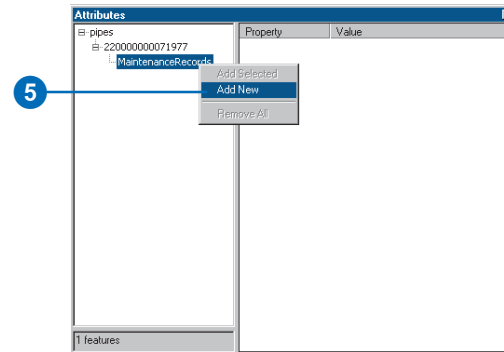 Attributes
pipes
220000000071977
MaintenanceRecords
Property Value
Add Selected
Add New
Remove All
5
1 features